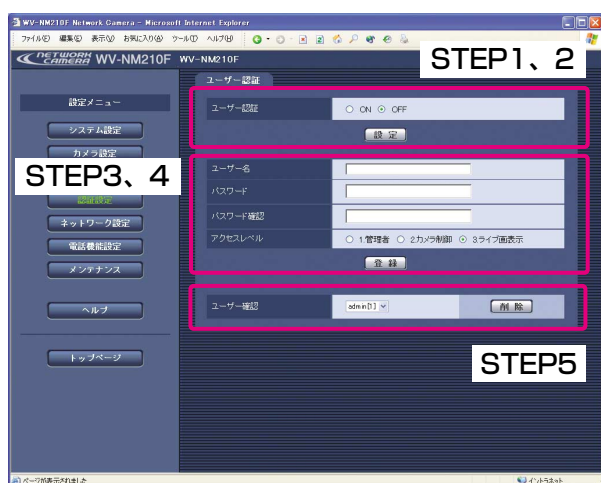 WV-NM210F Network Camera - Microsoft Internet Explorer
ファイル(F) 編集(E) 表示(V) お気に入り(A) ツール(T) ヘルプ(H)
NETWORK CAMERA WV-NM210F WV-NM210F
STEP1、2
ユーザー認証
設定メニュー
ユーザー認証 ON OFF
設 定
システム設定
カメラ設定
STEP3、4
認証設定
ネットワーク設定
電話機能設定
メンテナンス
ヘルプ
トップページ
ユーザー名
パスワード
パスワード確認
アクセスレベル 1.管理者 2.カメラ制御 3.ライブ画表示
登 録
ユーザー確認 admin[1] 削 除
STEP5
ページが表示されました
イントラネット